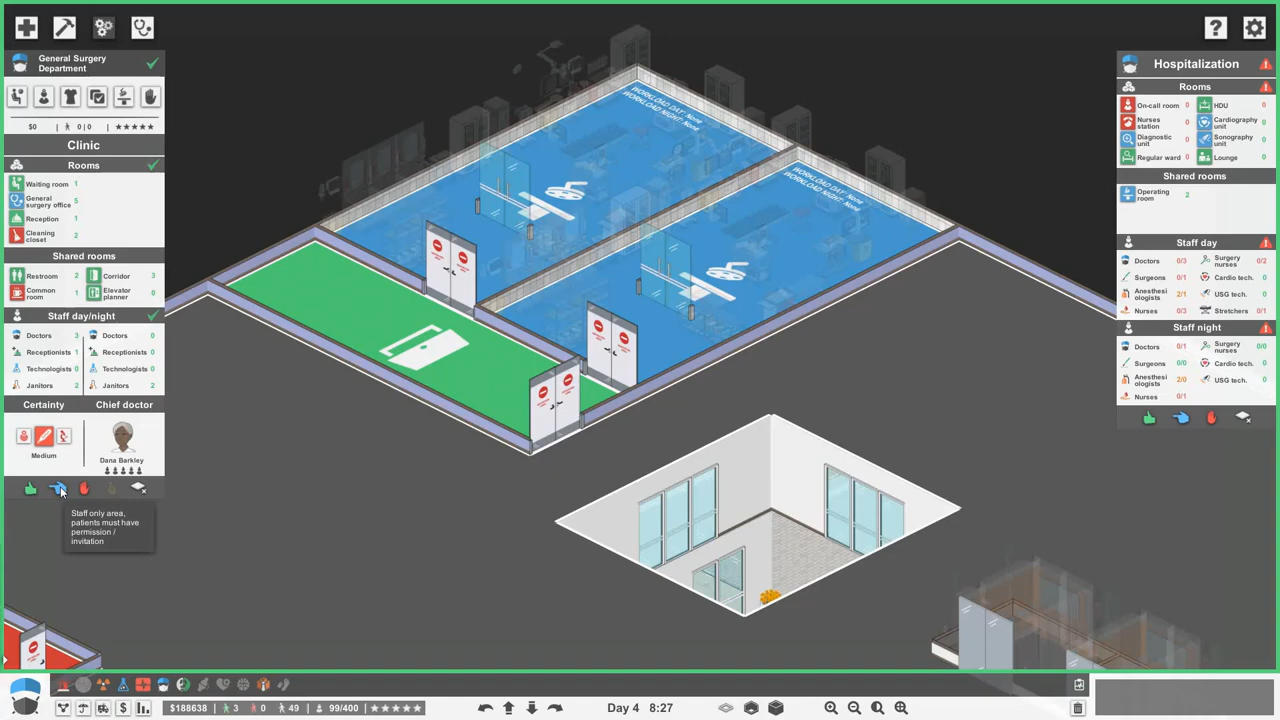 General Surgery
Department
$0 | 0|0 |
Clinic
Rooms
Waiting room 1
General
surgery office 5
Reception 1
Cleaning
closet 2
Shared rooms
Restroom 2 Corridor 3
Common
room 1 Elevator
planner 0
Staff day/night
Doctors 3 Doctors 0
Receptionists 1 Receptionists 0
Technologists 0 Technologists 0
Janitors 2 Janitors 2
Certainty Chief doctor
Medium Dana Barkley
Staff only area,
patients must have
permission /
invitation
WORKLOAD DAY: None
WORKLOAD NIGHT: None
WORKLOAD DAY: None
WORKLOAD NIGHT: None
?
Hospitalization
Rooms
On-call room 0 HDU 0
Nurses
station 0 Cardiography
unit 0
Diagnostic
unit 0 Sonography
unit 0
Regular ward 0 Lounge 0
Shared rooms
Operating
room 2
Staff day
Doctors 0/3 Surgery
nurses 0/2
Surgeons 0/1 Cardio tech. 0
Anesthesi
ologists 2/1 USG tech. 0
Nurses 0/3 Stretchers 0/1
Staff night
Doctors 0/1 Surgery
nurses 0/0
Surgeons 0/0 Cardio tech. 0
Anesthesi
ologists 2/0 USG tech. 0
Nurses 0/1
$188638 3 0 49 99/400
Day 4 8:27